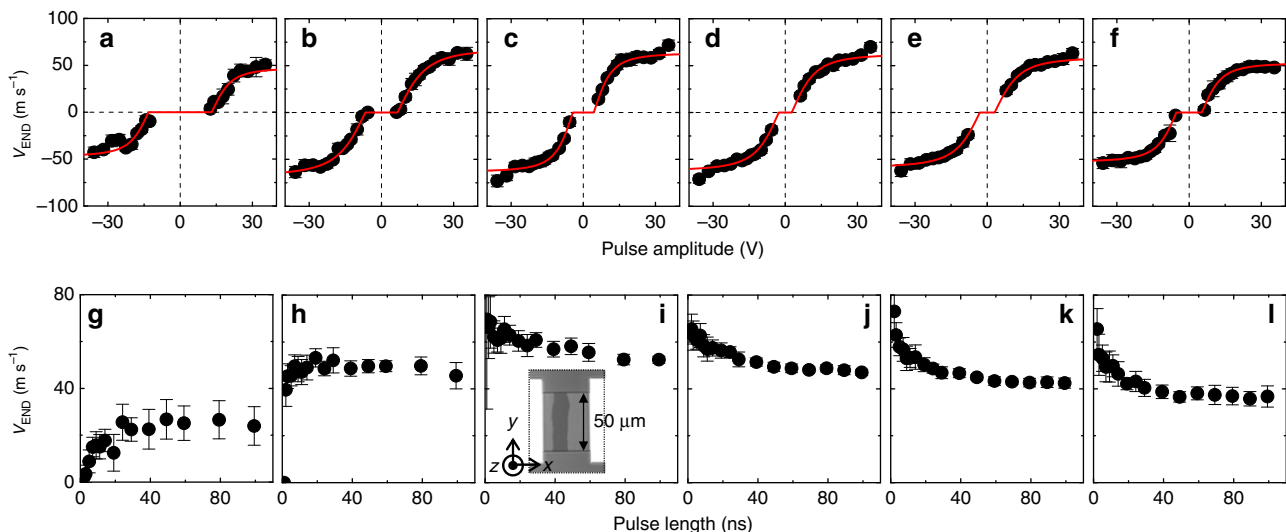 a b c d e f
100
50
0
–50
–100
V_END (m s⁻¹)
–30 0 30 –30 0 30 –30 0 30 –30 0 30 –30 0 30 –30 0 30
Pulse amplitude (V)
g h i j k l
80
40
0
V_END (m s⁻¹)
50 μm
y
z x
0 40 80 0 40 80 0 40 80 0 40 80 0 40 80 0 40 80
Pulse length (ns)